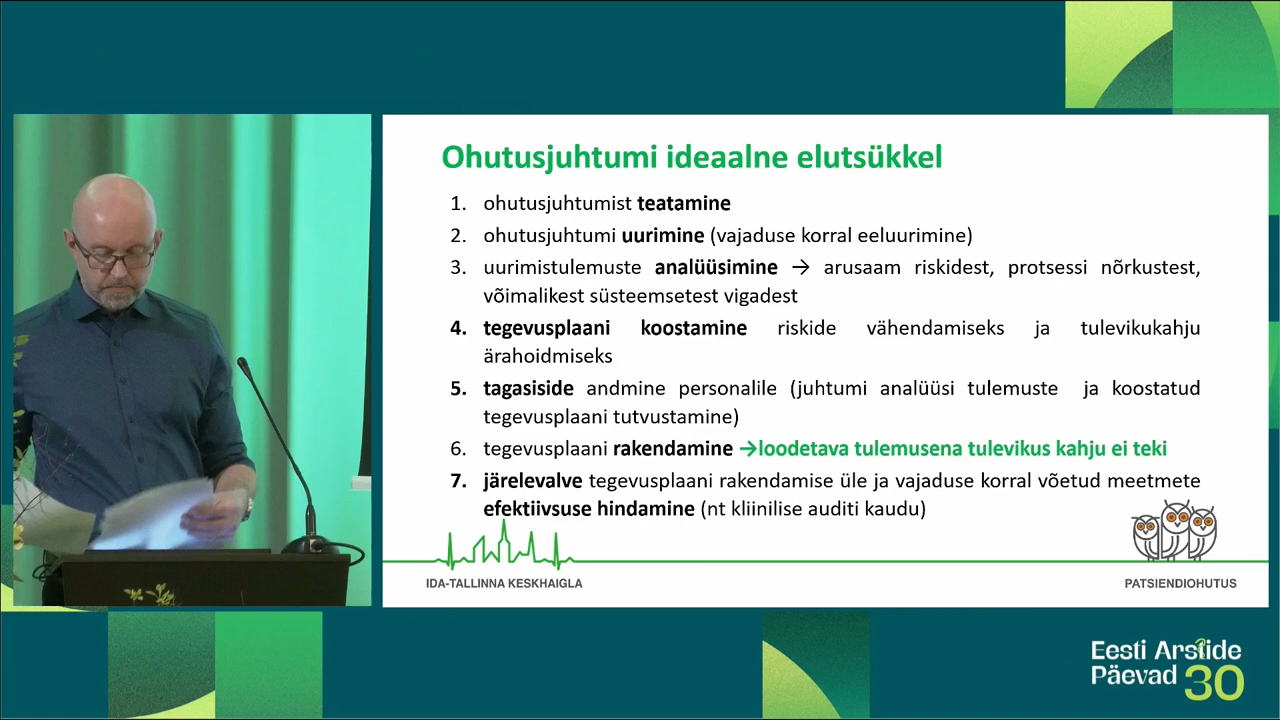 Ohutusjuhtumi ideaalne elutsükkel
1. ohutusjuhtumist teatamine
2. ohutusjuhtumi uurimine (vajaduse korral eeluurimine)
3. uurimistulemuste analüüsimine → arusaam riskidest, protsessi nõrkustest,
võimalikest süsteemsetest vigadest
4. tegevusplaani koostamine riskide vähendamiseks ja tulevikukahju
ärahoidmiseks
5. tagasiside andmine personalile (juhtumi analüüsi tulemuste ja koostatud
tegevusplaani tutvustamine)
6. tegevusplaani rakendamine →loodetava tulemusena tulevikus kahju ei teki
7. järelevalve tegevusplaani rakendamise üle ja vajaduse korral võetud meetmete
efektiivsuse hindamine (nt kliinilise auditi kaudu)
IDA-TALLINNA KESKHAIGLA
PATSIENDIOHUTUS
Eesti Arstide
Päevad 30